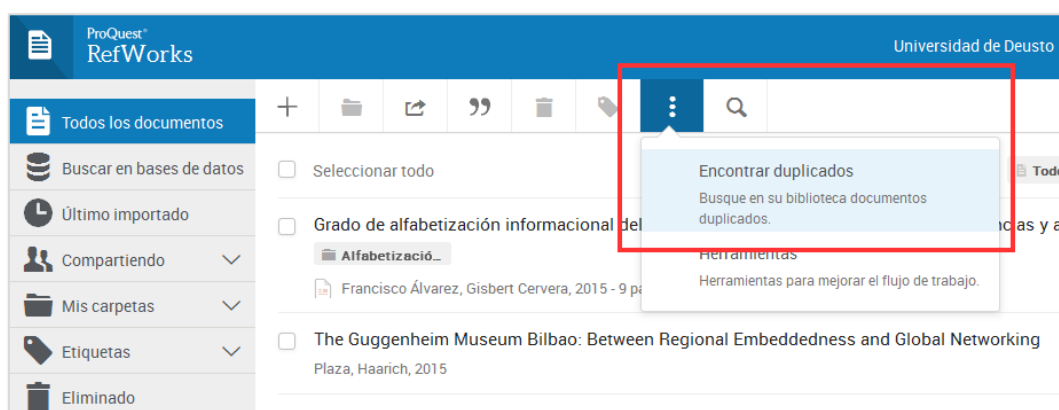 ProQuest®
RefWorks
Universidad de Deusto
Todos los documentos
Buscar en bases de datos
Último importado
Compartiendo
Mis carpetas
Etiquetas
Eliminado
Seleccionar todo
Encontrar duplicados
Busque en su biblioteca documentos
duplicados.
Herramientas
Herramientas para mejorar el flujo de trabajo.
Grado de alfabetización informacional del
y a
Alfabetizació...
Francisco Álvarez, Gisbert Cervera, 2015 - 9
The Guggenheim Museum Bilbao: Between Regional Embeddedness and Global Networking
Plaza, Haarich, 2015